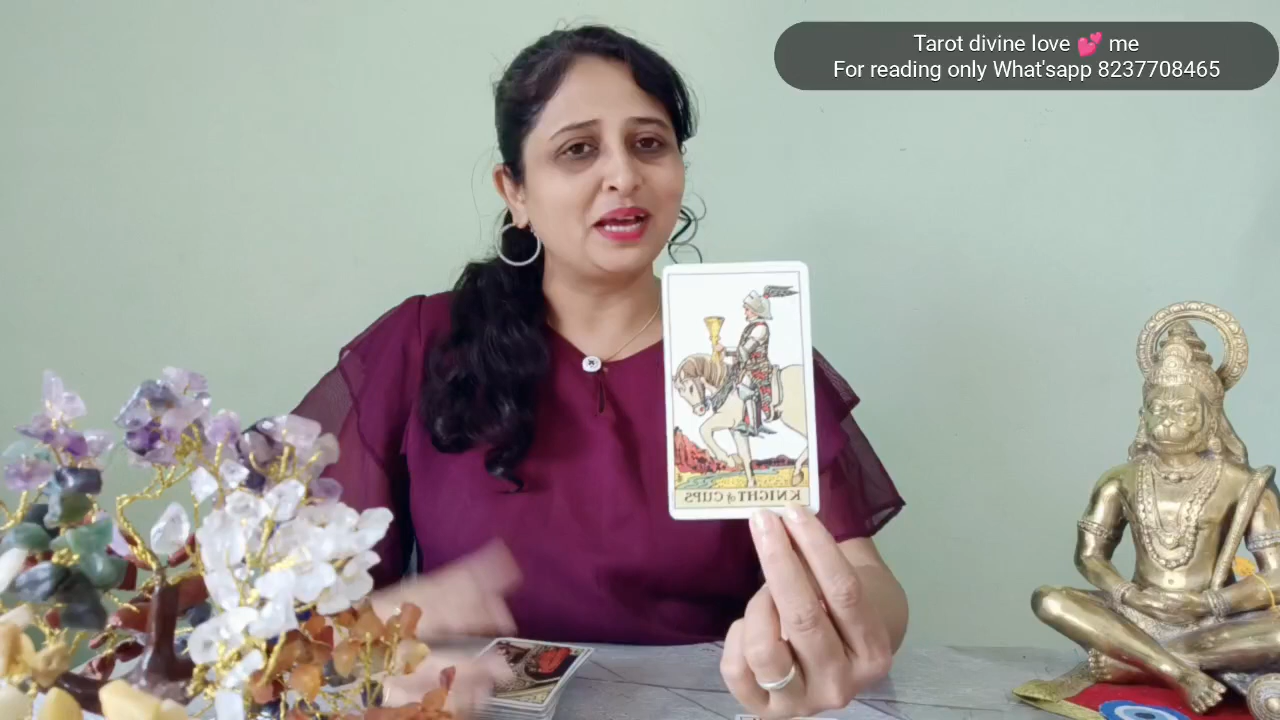 Tarot divine love 💕 me
For reading only What'sapp 8237708465
KNIGHT of CUPS